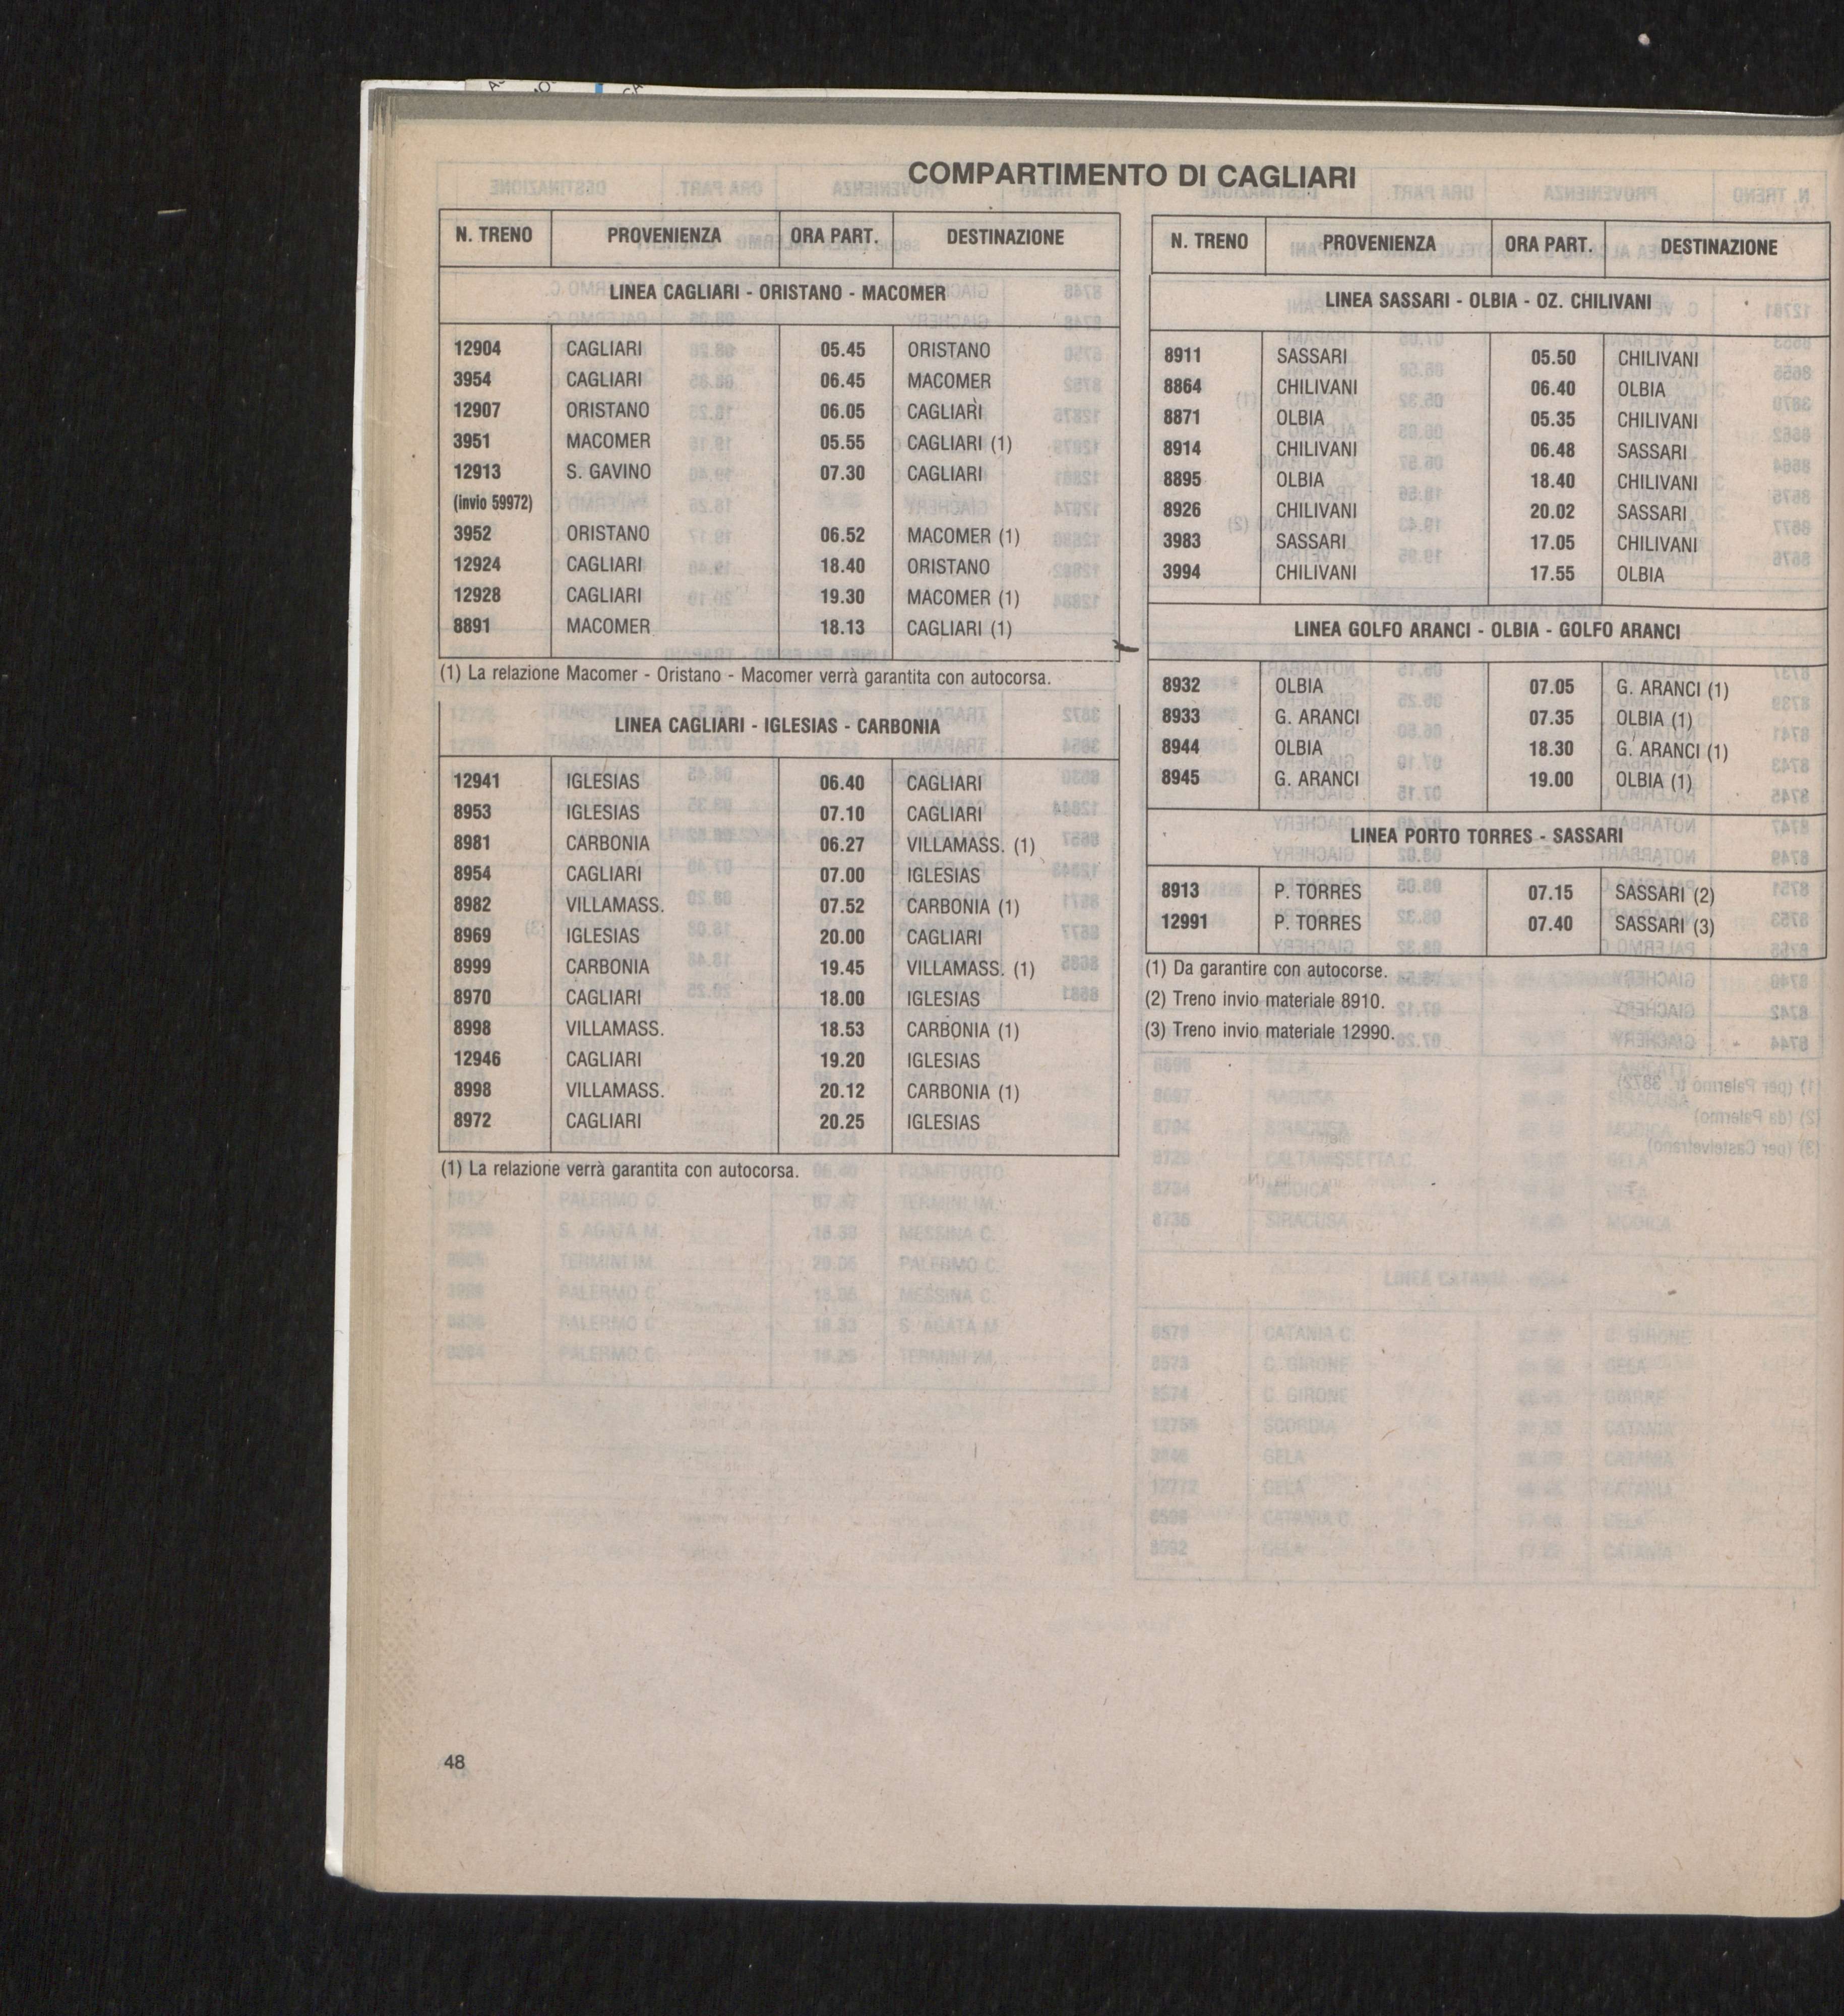 COMPARTIMENTO DI CAGLIARI
N. TRENO PROVENIENZA ORA PART. DESTINAZIONE
LINEA CAGLIARI - ORISTANO - MACOMER
12904 CAGLIARI 05.45 ORISTANO
3954 CAGLIARI 06.45 MACOMER
12907 ORISTANO 06.05 CAGLIARI
3951 MACOMER 05.55 CAGLIARI (1)
12913 S. GAVINO 07.30 CAGLIARI
(invio 59972)
3952 ORISTANO 06.52 MACOMER (1)
12924 CAGLIARI 18.40 ORISTANO
12928 CAGLIARI 19.30 MACOMER (1)
8891 MACOMER 18.13 CAGLIARI (1)
(1) La relazione Macomer - Oristano - Macomer verrà garantita con autocorsa.
LINEA CAGLIARI - IGLESIAS - CARBONIA
12941 IGLESIAS 06.40 CAGLIARI
8953 IGLESIAS 07.10 CAGLIARI
8981 CARBONIA 06.27 VILLAMASS. (1)
8954 CAGLIARI 07.00 IGLESIAS
8982 VILLAMASS. 07.52 CARBONIA (1)
8969 IGLESIAS 20.00 CAGLIARI
8999 CARBONIA 19.45 VILLAMASS. (1)
8970 CAGLIARI 18.00 IGLESIAS
8998 VILLAMASS. 18.53 CARBONIA (1)
12946 CAGLIARI 19.20 IGLESIAS
8998 VILLAMASS. 20.12 CARBONIA (1)
8972 CAGLIARI 20.25 IGLESIAS
(1) La relazione verrà garantita con autocorsa.
N. TRENO PROVENIENZA ORA PART. DESTINAZIONE
LINEA SASSARI - OLBIA - OZ. CHILIVANI
8911 SASSARI 05.50 CHILIVANI
8864 CHILIVANI 06.40 OLBIA
8871 OLBIA 05.35 CHILIVANI
8914 CHILIVANI 06.48 SASSARI
8895 OLBIA 18.40 CHILIVANI
8926 CHILIVANI 20.02 SASSARI
3983 SASSARI 17.05 CHILIVANI
3994 CHILIVANI 17.55 OLBIA
LINEA GOLFO ARANCI - OLBIA - GOLFO ARANCI
8932 OLBIA 07.05 G. ARANCI (1)
8933 G. ARANCI 07.35 OLBIA (1)
8944 OLBIA 18.30 G. ARANCI (1)
8945 G. ARANCI 19.00 OLBIA (1)
LINEA PORTO TORRES - SASSARI
8913 P. TORRES 07.15 SASSARI (2)
12991 P. TORRES 07.40 SASSARI (3)
(1) Da garantire con autocorse.
(2) Treno invio materiale 8910.
(3) Treno invio materiale 12990.
48